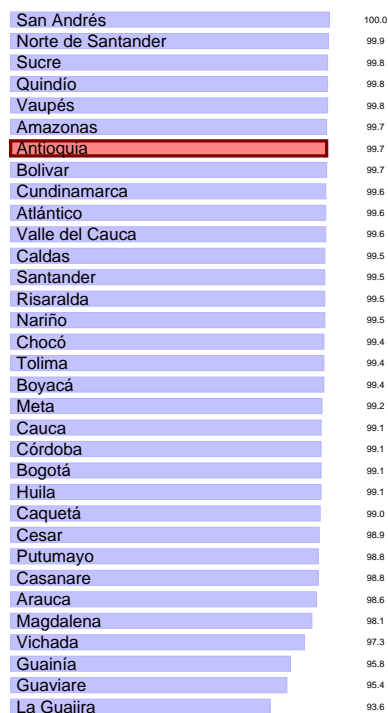 San Andrés 100.0
Norte de Santander 99.9
Sucre 99.8
Quindío 99.8
Vaupés 99.8
Amazonas 99.7
Antioquia 99.7
Bolivar 99.7
Cundinamarca 99.6
Atlántico 99.6
Valle del Cauca 99.6
Caldas 99.5
Santander 99.5
Risaralda 99.5
Nariño 99.5
Chocó 99.4
Tolima 99.4
Boyacá 99.4
Meta 99.2
Cauca 99.1
Córdoba 99.1
Bogotá 99.1
Huila 99.1
Caquetá 99.0
Cesar 98.9
Putumayo 98.8
Casanare 98.8
Arauca 98.6
Magdalena 98.1
Vichada 97.3
Guainía 95.8
Guaviare 95.4
La Guajira 93.6